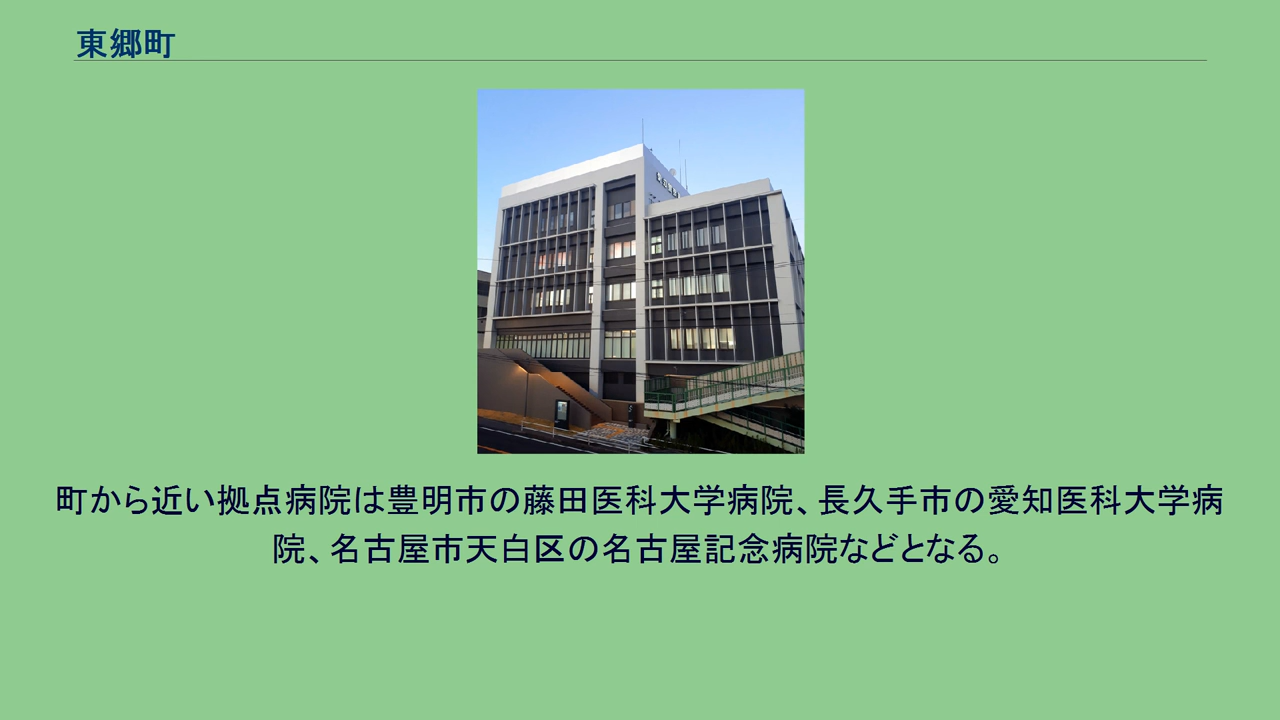 東郷町
町から近い拠点病院は豊明市の藤田医科大学病院、長久手市の愛知医科大学病
院、名古屋市天白区の名古屋記念病院などとなる。